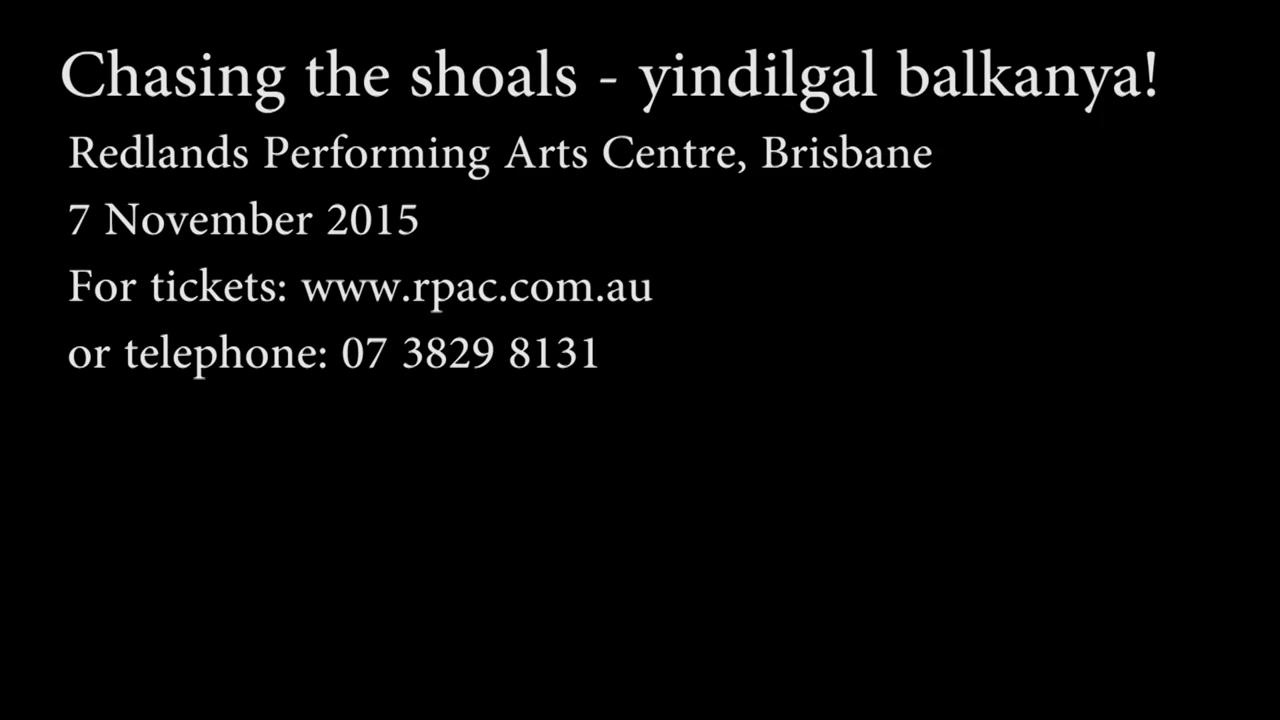 Chasing the shoals - yindilgal balkanya!
Redlands Performing Arts Centre, Brisbane
7 November 2015
For tickets: www.rpac.com.au
or telephone: 07 3829 8131